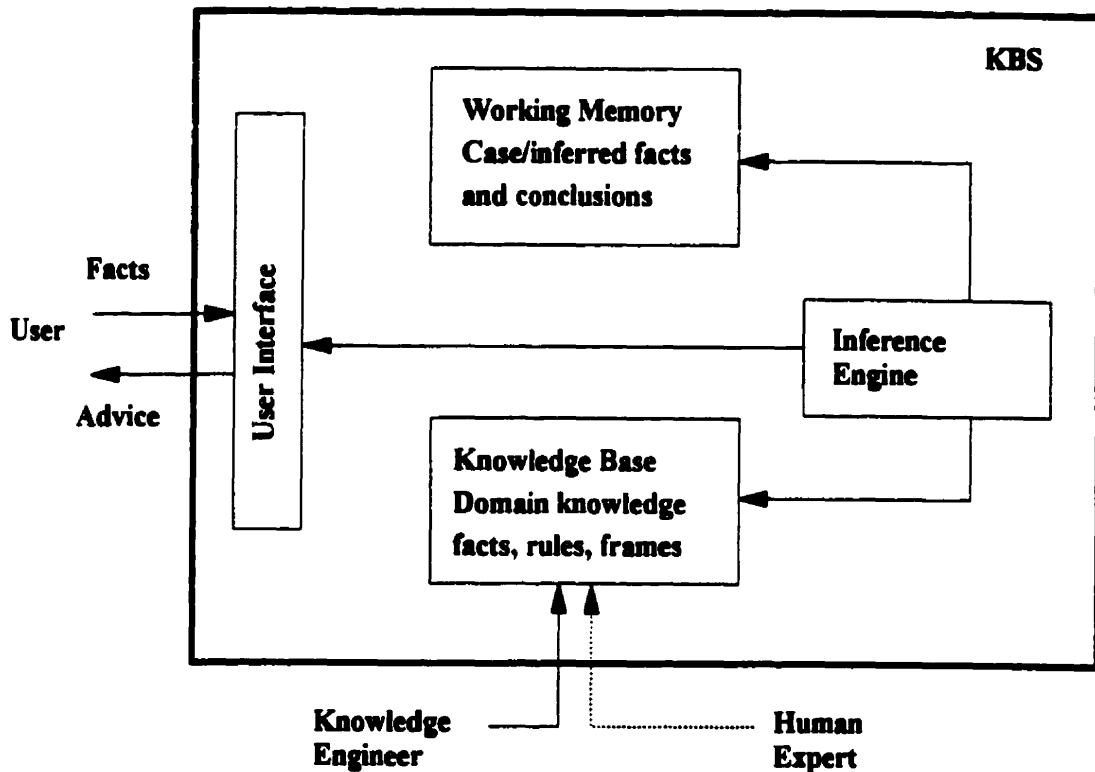 KBS
Working Memory
Case/inferred facts
and conclusions
Facts
User
Advice
User Interface
Inference
Engine
Knowledge Base
Domain knowledge
facts, rules, frames
Knowledge
Engineer
Human
Expert